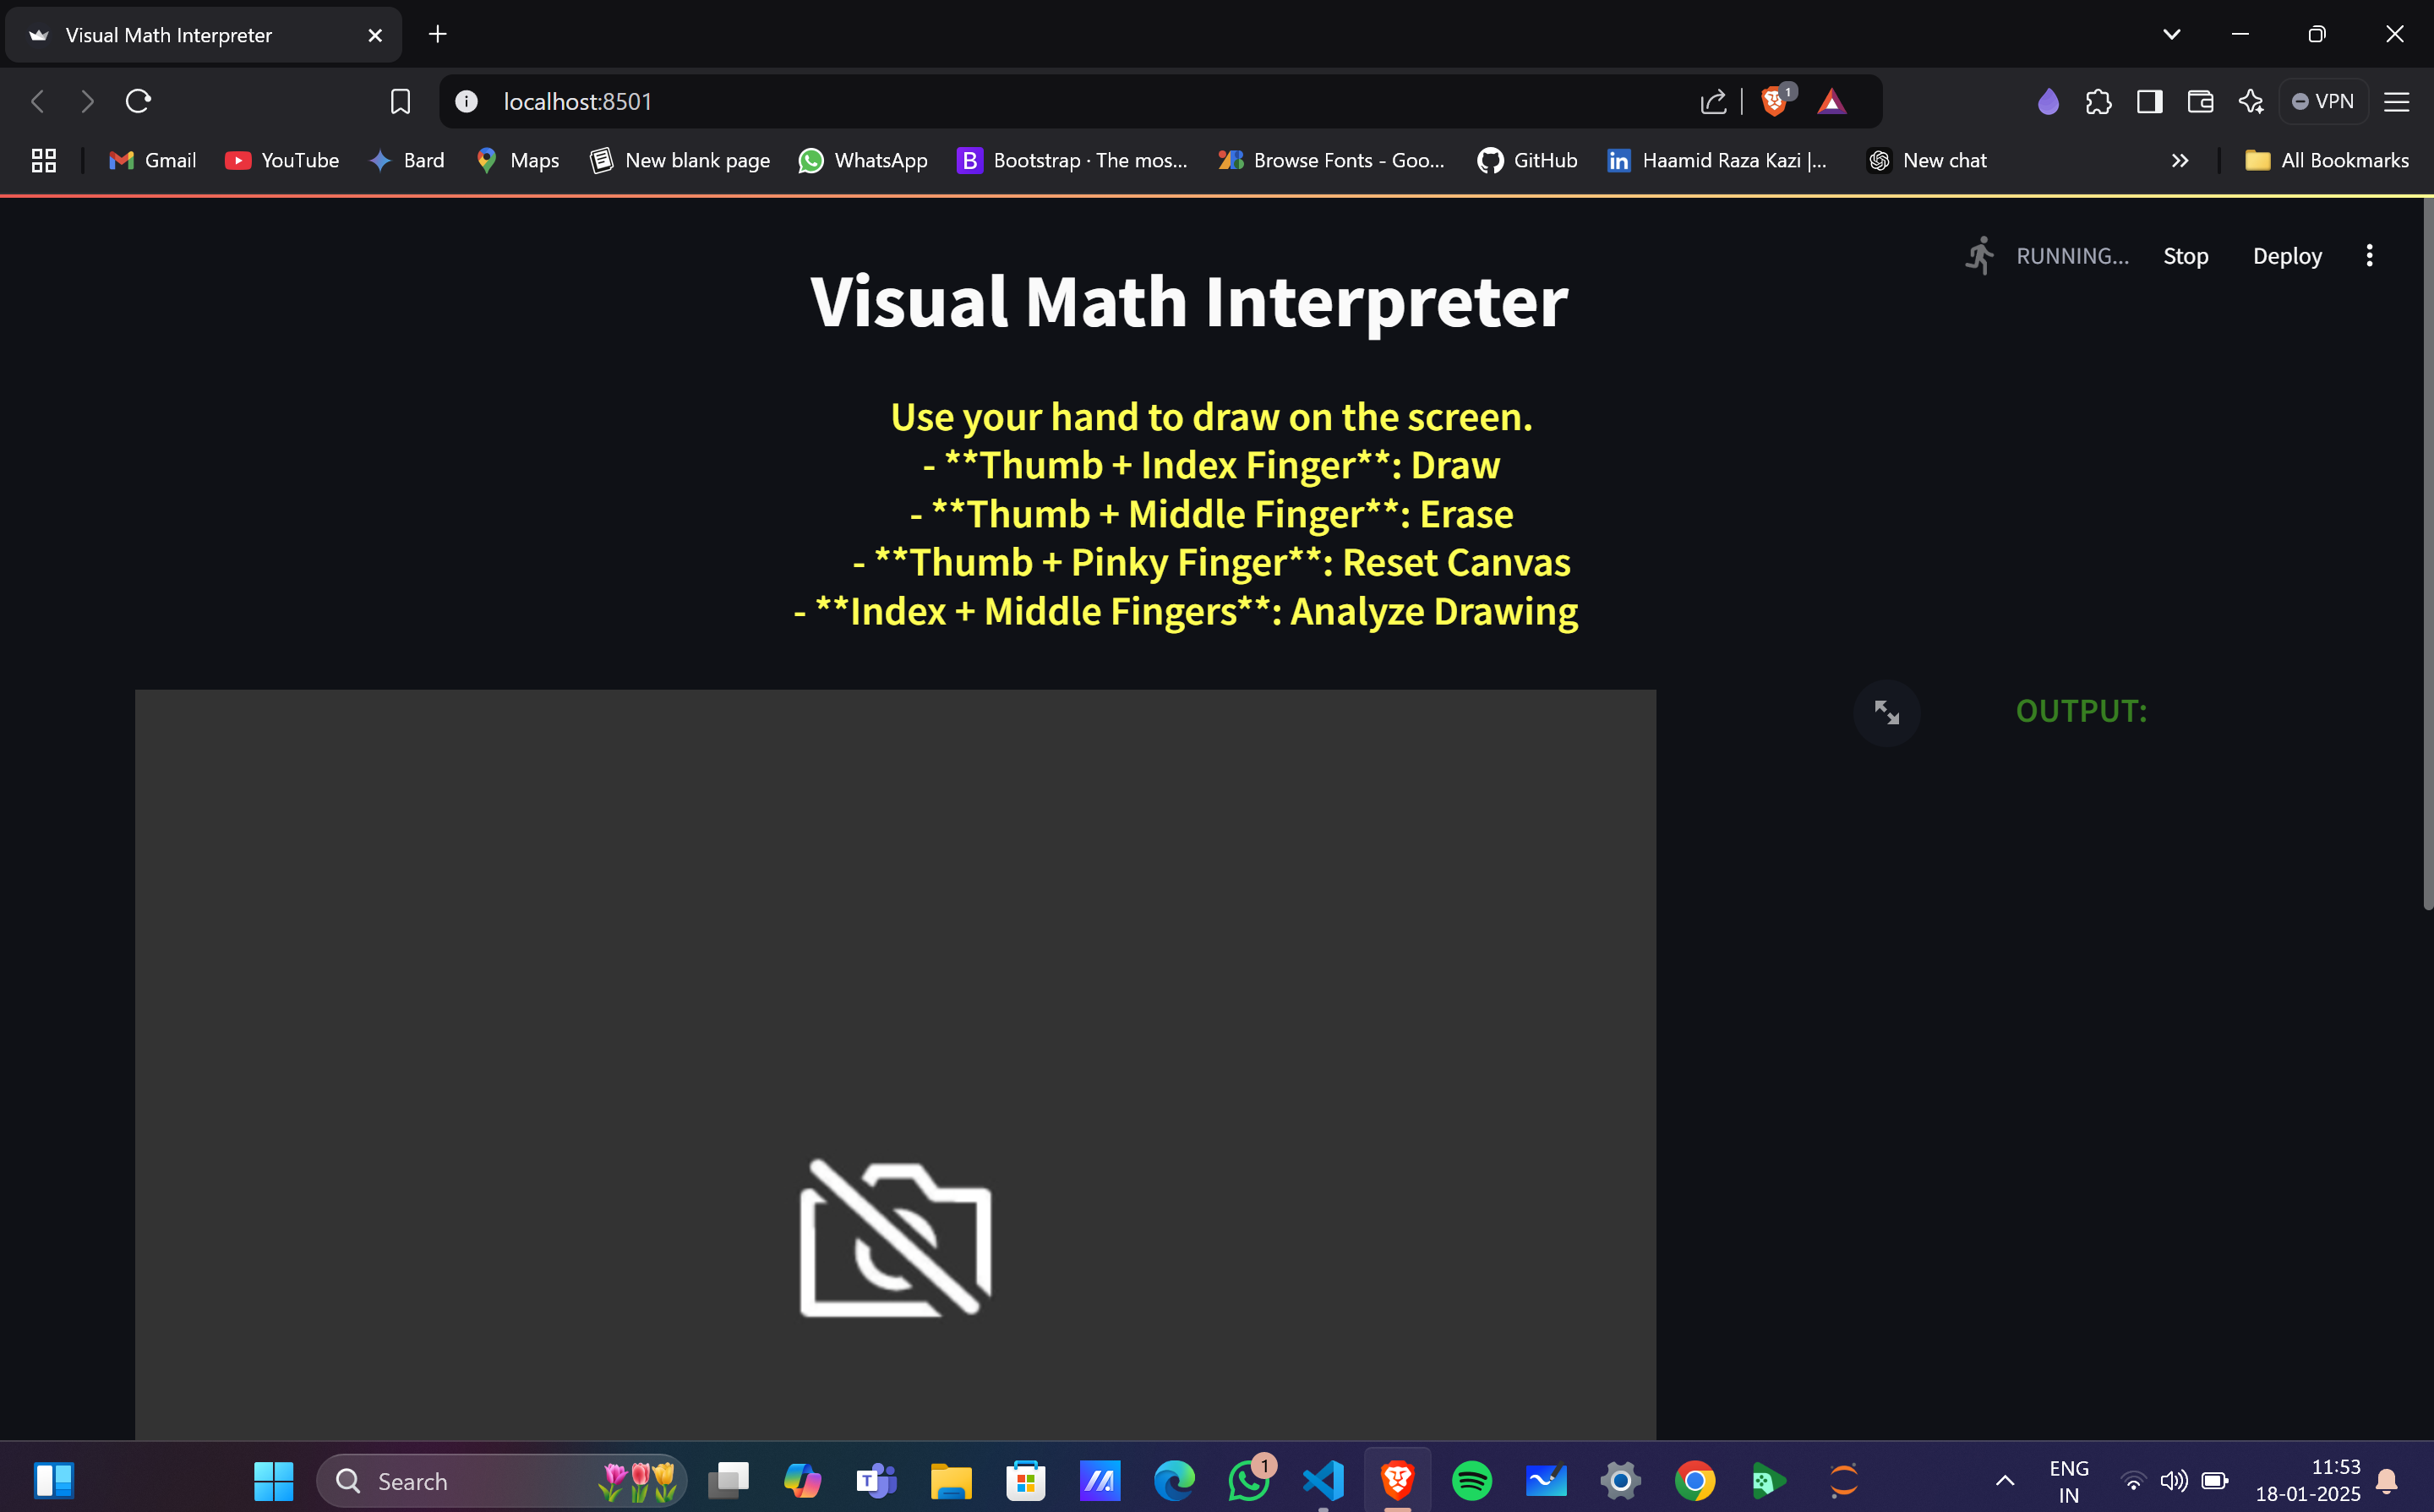 Visual Math Interpreter
localhost:8501
1
VPN
Gmail
YouTube
Bard
Maps
New blank page
WhatsApp
B
Bootstrap · The mos...
Browse Fonts - Goo...
GitHub
in
Haamid Raza Kazi |...
New chat
All Bookmarks
RUNNING...
Stop
Deploy
Visual Math Interpreter
Use your hand to draw on the screen.
- **Thumb + Index Finger**: Draw
- **Thumb + Middle Finger**: Erase
- **Thumb + Pinky Finger**: Reset Canvas
- **Index + Middle Fingers**: Analyze Drawing
OUTPUT:
Search
T
1
ENG
IN
11:53
18-01-2025